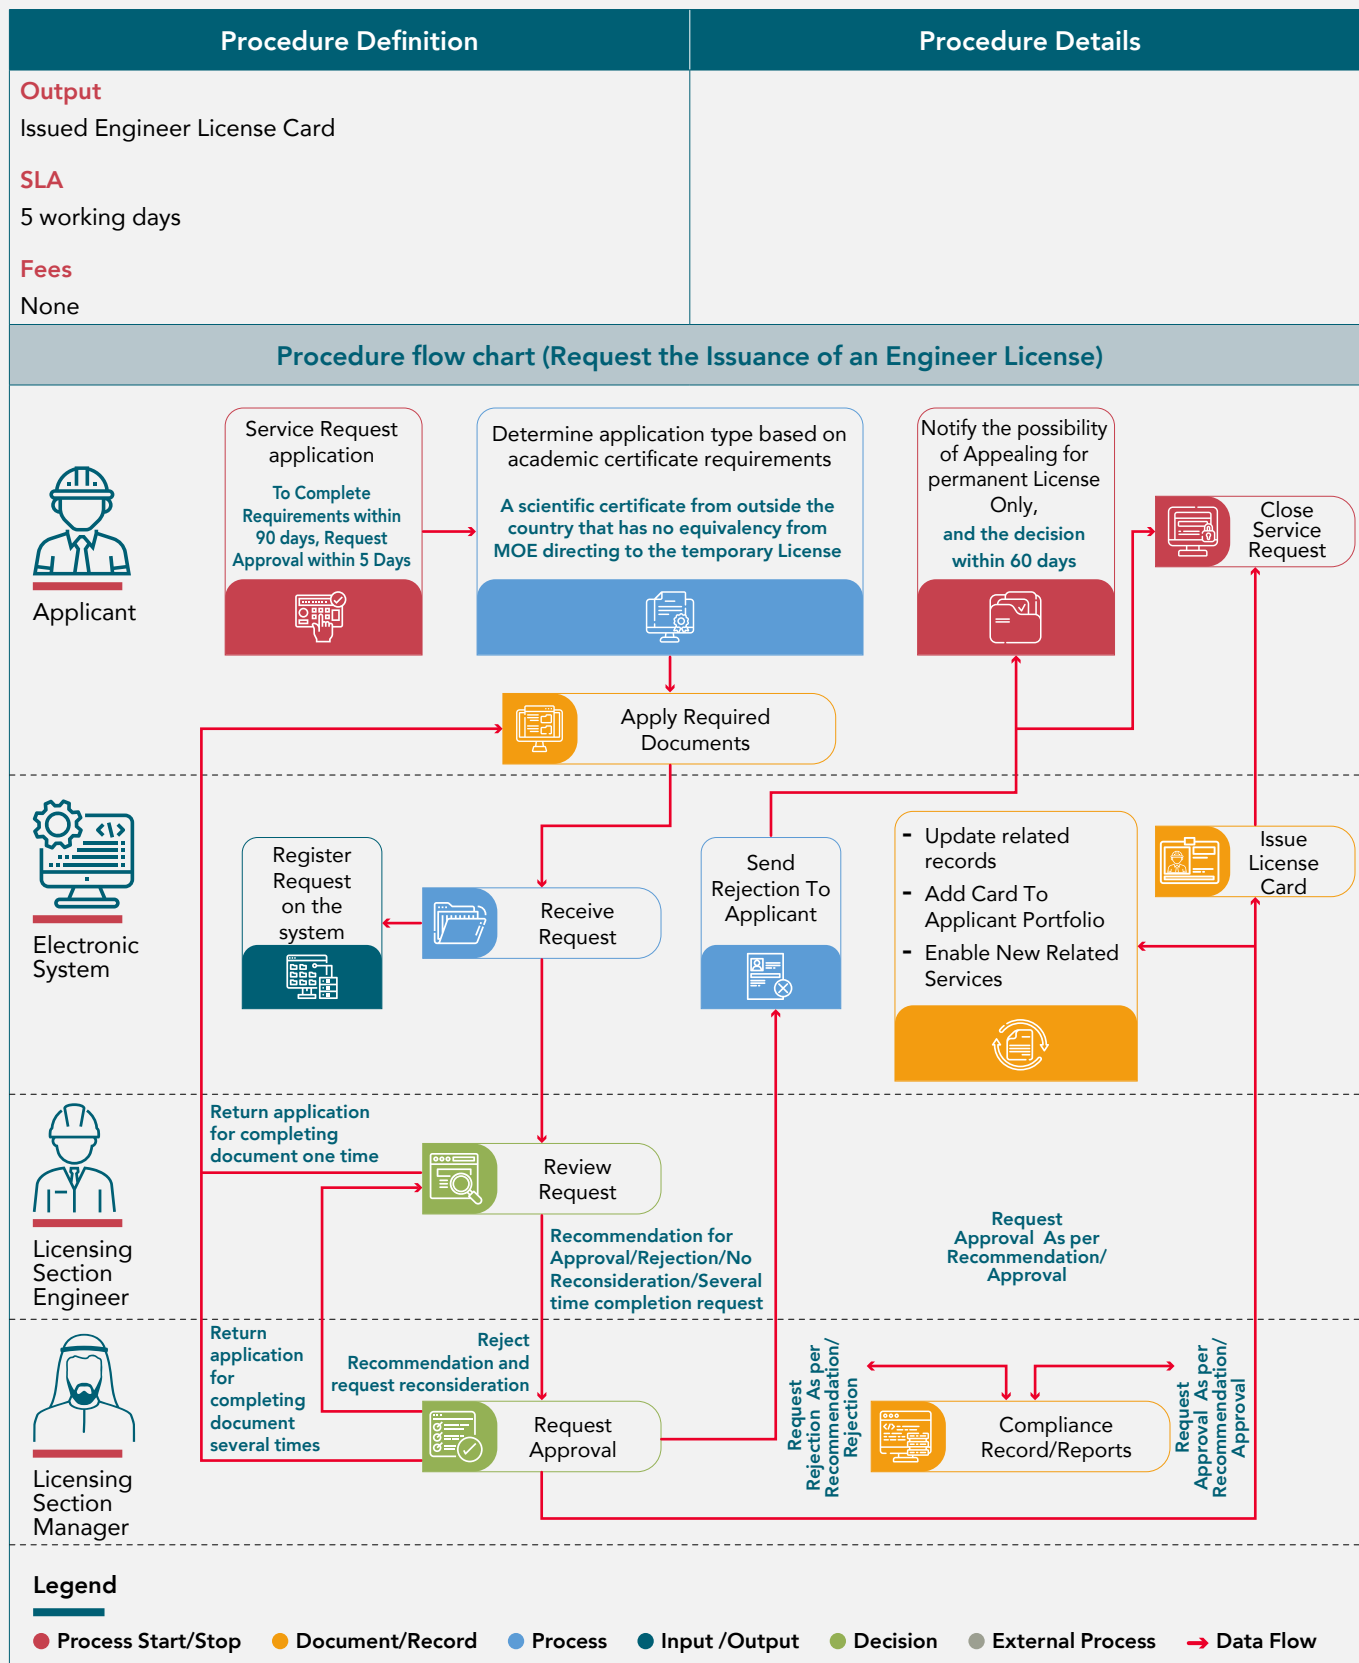 Procedure Definition
Procedure Details
Output
Issued Engineer License Card
SLA
5 working days
Fees
None
Procedure flow chart (Request the Issuance of an Engineer License)
Applicant
Service Request
application
To Complete
Requirements within
90 days, Request
Approval within 5 Days
Determine application type based on
academic certificate requirements
A scientific certificate from outside the
country that has no equivalency from
MOE directing to the temporary License
Notify the possibility
of Appealing for
permanent License
Only,
and the decision
within 60 days
Close
Service
Request
Apply Required
Documents
Electronic
System
Register
Request
on the
system
Receive
Request
Send
Rejection To
Applicant
- Update related
records
- Add Card To
Applicant Portfolio
- Enable New Related
Services
Issue
License
Card
Licensing
Section
Engineer
Return application
for completing
document one time
Review
Request
Recommendation for
Approval/Rejection/No
Reconsideration/Several
time completion request
Request
Approval As per
Recommendation/
Approval
Licensing
Section
Manager
Return
application
for
completing
document
several times
Reject
Recommendation and
request reconsideration
Request
Approval
Request
Rejection As per
Recommendation/
Rejection
Compliance
Record/Reports
Request
Approval As per
Recommendation/
Approval
Legend
Process Start/Stop
Document/Record
Process
Input /Output
Decision
External Process
Data Flow